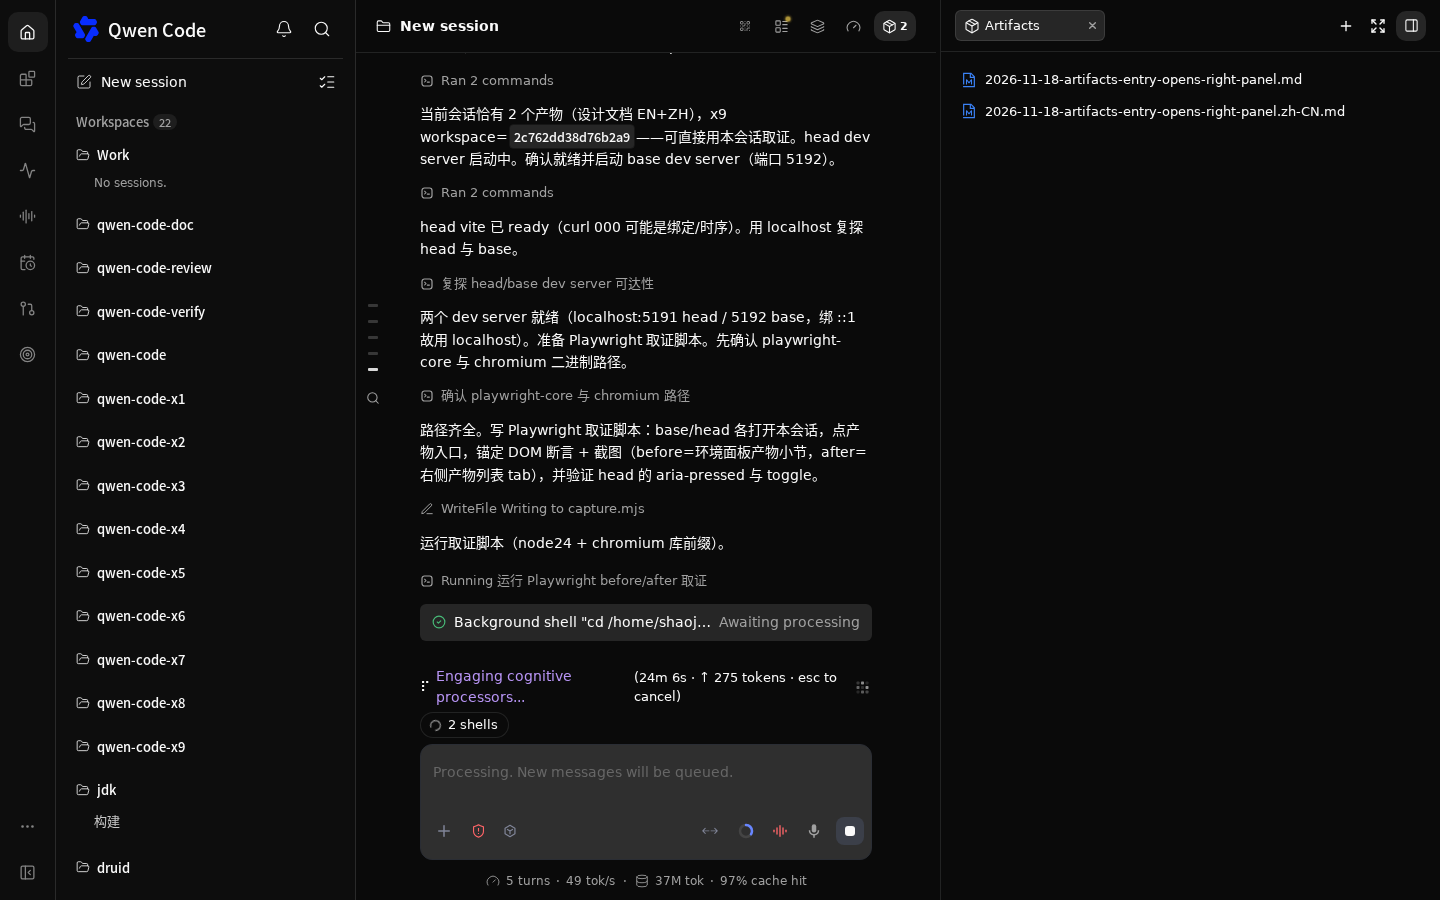 Qwen Code
New session
Workspaces 22
Work
No sessions.
qwen-code-doc
qwen-code-review
qwen-code-verify
qwen-code
qwen-code-x1
qwen-code-x2
qwen-code-x3
qwen-code-x4
qwen-code-x5
qwen-code-x6
qwen-code-x7
qwen-code-x8
qwen-code-x9
jdk
构建
druid
New session
2
Ran 2 commands
当前会话恰有 2 个产物（设计文档 EN+ZH），x9
workspace= 2c762dd38d76b2a9 ——可直接用本会话取证。head dev
server 启动中。确认就绪并启动 base dev server（端口 5192）。
Ran 2 commands
head vite 已 ready（curl 000 可能是绑定/时序）。用 localhost 复探
head 与 base。
复探 head/base dev server 可达性
两个 dev server 就绪（localhost:5191 head / 5192 base，绑 ::1
故用 localhost）。准备 Playwright 取证脚本。先确认 playwright-
core 与 chromium 二进制路径。
确认 playwright-core 与 chromium 路径
路径齐全。写 Playwright 取证脚本：base/head 各打开本会话，点产
物入口，锚定 DOM 断言 + 截图（before=环境面板产物小节，after=
右侧产物列表 tab），并验证 head 的 aria-pressed 与 toggle。
WriteFile Writing to capture.mjs
运行取证脚本（node24 + chromium 库前缀）。
Running 运行 Playwright before/after 取证
Background shell "cd /home/shaoj... Awaiting processing
Engaging cognitive
processors...
(24m 6s · ↑ 275 tokens · esc to
cancel)
2 shells
Processing. New messages will be queued.
5 turns · 49 tok/s · 37M tok · 97% cache hit
Artifacts
2026-11-18-artifacts-entry-opens-right-panel.md
2026-11-18-artifacts-entry-opens-right-panel.zh-CN.md